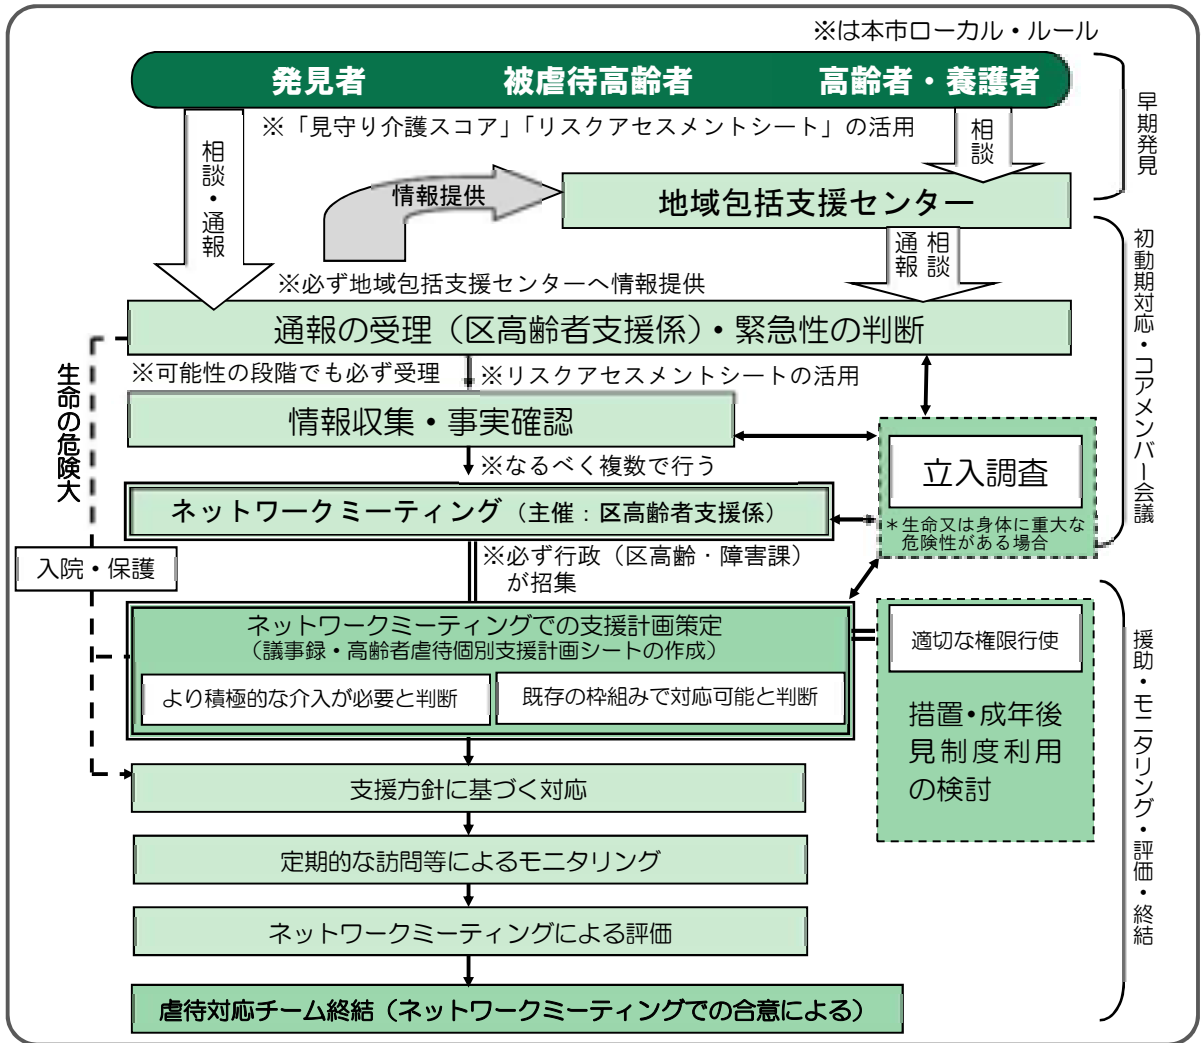 ※は本市ローカル・ルール
発見者 被虐待高齢者 高齢者・養護者
※「見守り介護スコア」「リスクアセスメントシート」の活用
早期発見
相談・通報
相談
情報提供
地域包括支援センター
相談
通報
※必ず地域包括支援センターへ情報提供
初動期対応・コアメンバー会議
通報の受理（区高齢者支援係）・緊急性の判断
※可能性の段階でも必ず受理
※リスクアセスメントシートの活用
生命の危険大
情報収集・事実確認
※なるべく複数で行う
立入調査
＊生命又は身体に重大な
危険性がある場合
ネットワークミーティング（主催：区高齢者支援係）
※必ず行政（区高齢・障害課）
が招集
入院・保護
ネットワークミーティングでの支援計画策定
（議事録・高齢者虐待個別支援計画シートの作成）
より積極的な介入が必要と判断
既存の枠組みで対応可能と判断
適切な権限行使
措置・成年後
見制度利用
の検討
援助・モニタリング・評価・終結
支援方針に基づく対応
定期的な訪問等によるモニタリング
ネットワークミーティングによる評価
虐待対応チーム終結（ネットワークミーティングでの合意による）